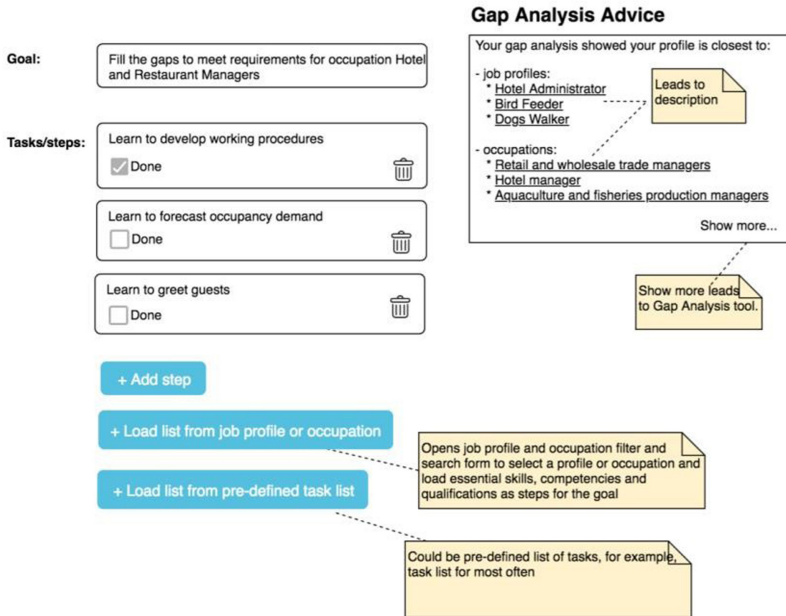 Gap Analysis Advice
Goal:
Fill the gaps to meet requirements for occupation Hotel
and Restaurant Managers
Tasks/steps:
Learn to develop working procedures
Done
Learn to forecast occupancy demand
Done
Learn to greet guests
Done
+ Add step
+ Load list from job profile or occupation
+ Load list from pre-defined task list
Your gap analysis showed your profile is closest to:
- job profiles:
* Hotel Administrator
* Bird Feeder
* Dogs Walker
Leads to
description
- occupations:
* Retail and wholesale trade managers
* Hotel manager
* Aquaculture and fisheries production managers
Show more...
Show more leads
to Gap Analysis tool.
Opens job profile and occupation filter and
search form to select a profile or occupation and
load essential skills, competencies and
qualifications as steps for the goal
Could be pre-defined list of tasks, for example,
task list for most often